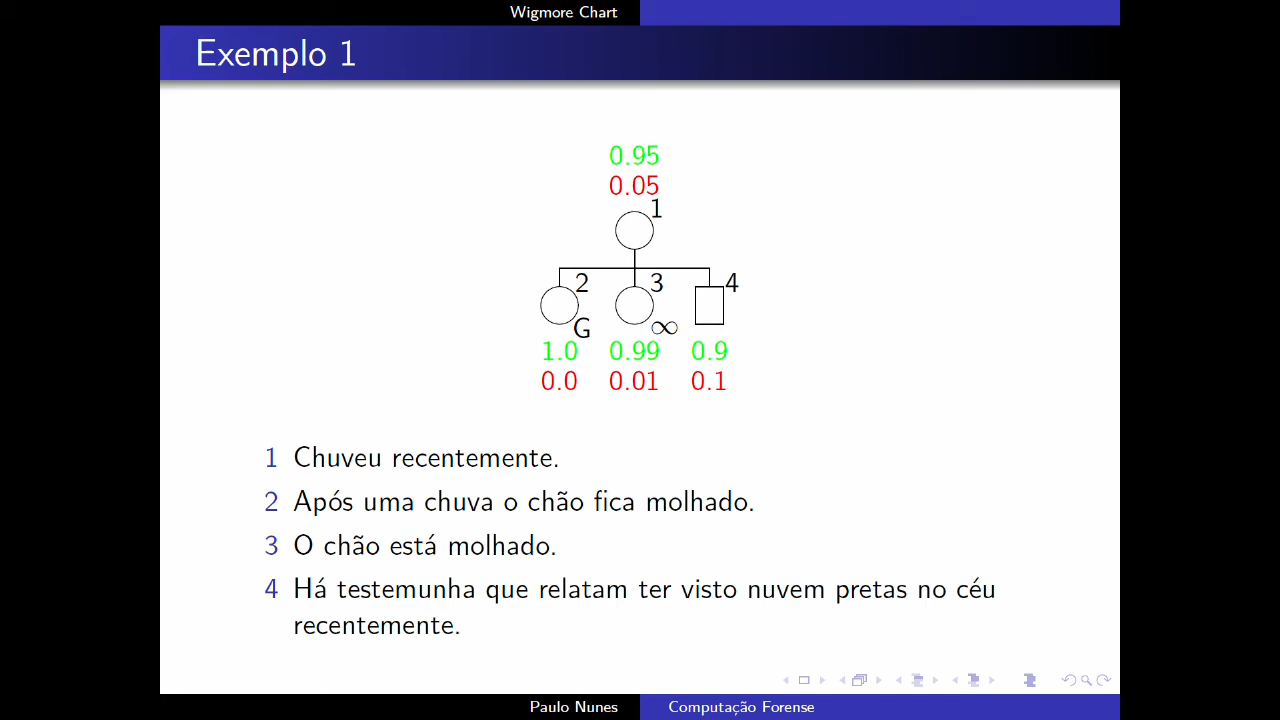 Wigmore Chart
Exemplo 1
0.95
0.05
1
2 3 4
G ∞
1.0 0.99 0.9
0.0 0.01 0.1
1 Chuveu recentemente.
2 Após uma chuva o chão fica molhado.
3 O chão está molhado.
4 Há testemunha que relatam ter visto nuvem pretas no céu
recentemente.
Paulo Nunes Computação Forense